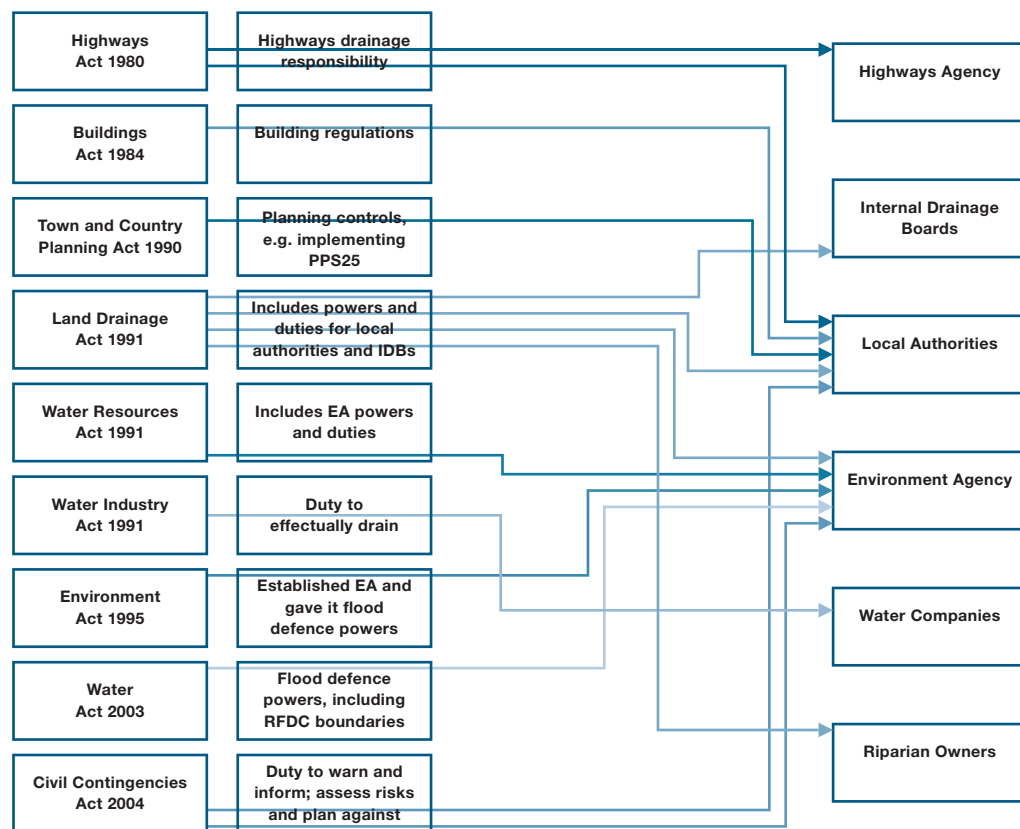 Highways
Act 1980
Highways drainage
responsibility
Highways Agency
Buildings
Act 1984
Building regulations
Town and Country
Planning Act 1990
Planning controls,
e.g. implementing
PPS25
Internal Drainage
Boards
Land Drainage
Act 1991
Includes powers and
duties for local
authorities and IDBs
Local Authorities
Water Resources
Act 1991
Includes EA powers
and duties
Environment Agency
Water Industry
Act 1991
Duty to
effectually drain
Environment
Act 1995
Established EA and
gave it flood
defence powers
Water Companies
Water
Act 2003
Flood defence
powers, including
RFDC boundaries
Riparian Owners
Civil Contingencies
Act 2004
Duty to warn and
inform; assess risks
and plan against